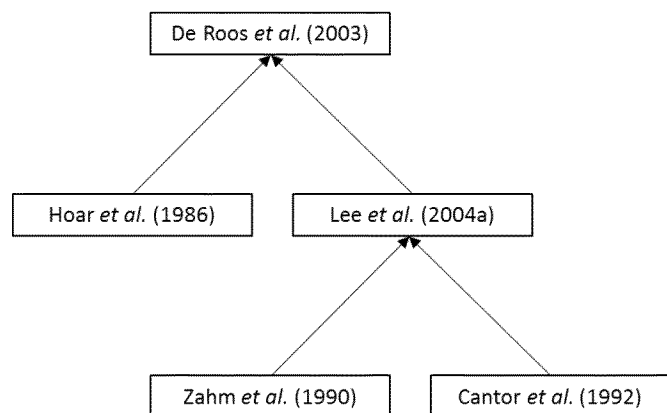 De Roos et al. (2003)
Hoar et al. (1986)
Lee et al. (2004a)
Zahm et al. (1990)
Cantor et al. (1992)